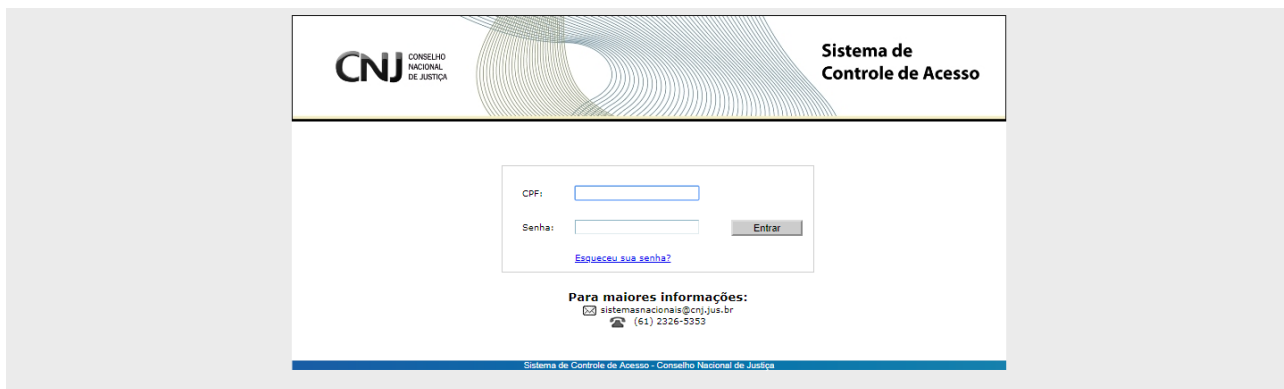 CNJ
CONSELHO
NACIONAL
DE JUSTIÇA
Sistema de
Controle de Acesso
CPF:
Senha:
Entrar
Esqueceu sua senha?
Para maiores informações:
sistemasnacionais@cnj.jus.br
(61) 2326-5353
Sistema de Controle de Acesso - Conselho Nacional de Justiça